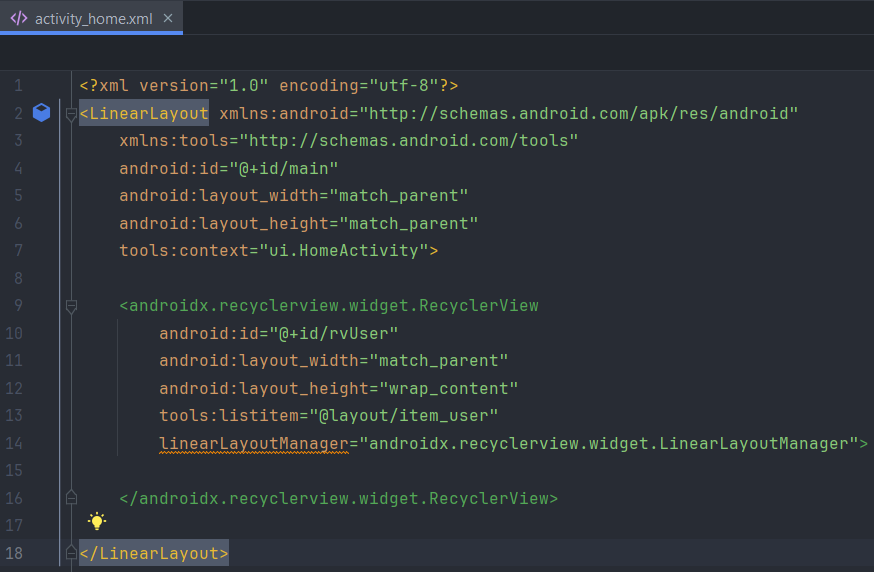 activity_home.xml
1 <?xml version="1.0" encoding="utf-8"?>
2 <LinearLayout xmlns:android="http://schemas.android.com/apk/res/android"
3 xmlns:tools="http://schemas.android.com/tools"
4 android:id="@+id/main"
5 android:layout_width="match_parent"
6 android:layout_height="match_parent"
7 tools:context="ui.HomeActivity">
8
9 <androidx.recyclerview.widget.RecyclerView
10 android:id="@+id/rvUser"
11 android:layout_width="match_parent"
12 android:layout_height="wrap_content"
13 tools:listitem="@layout/item_user"
14 linearLayoutManager="androidx.recyclerview.widget.LinearLayoutManager">
15
16 </androidx.recyclerview.widget.RecyclerView>
17
18 </LinearLayout>